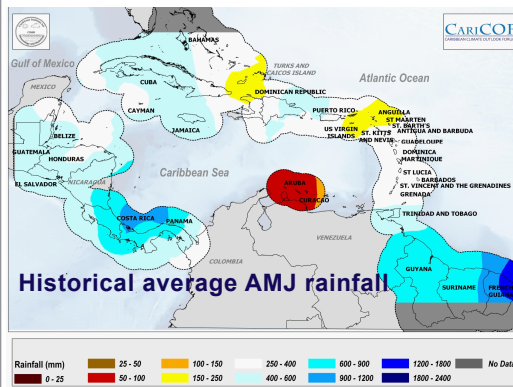 CARICOF
CARIBBEAN CLIMATE OUTLOOK FORUM
BAHAMAS
Gulf of Mexico
TURKS AND
CAICOS ISLAND
Atlantic Ocean
MEXICO
CUBA
DOMINICAN REPUBLIC
CAYMAN
PUERTO RICO
ANGUILLA
ST MAARTEN
ST. BARTH'S
JAMAICA
US VIRGIN
ISLANDS
ST. KITTS
AND NEVIS
ANTIGUA AND BARBUDA
BELIZE
GUADELOUPE
GUATEMALA
DOMINICA
HONDURAS
MARTINIQUE
Caribbean Sea
ST LUCIA
EL SALVADOR
NICARAGUA
ARUBA
BARBADOS
ST. VINCENT AND THE GRENADINES
GRENADA
CURACAO
COSTA RICA
PANAMA
TRINIDAD AND TOBAGO
VENEZUELA
COLOMBIA
GUYANA
Historical average AMJ rainfall
SURINAME
FRENCH
GUIANA
Rainfall (mm)
25 - 50
100 - 150
250 - 400
600 - 900
1200 - 1800
No Data
0 - 25
50 - 100
150 - 250
400 - 600
900 - 1200
1800 - 2400